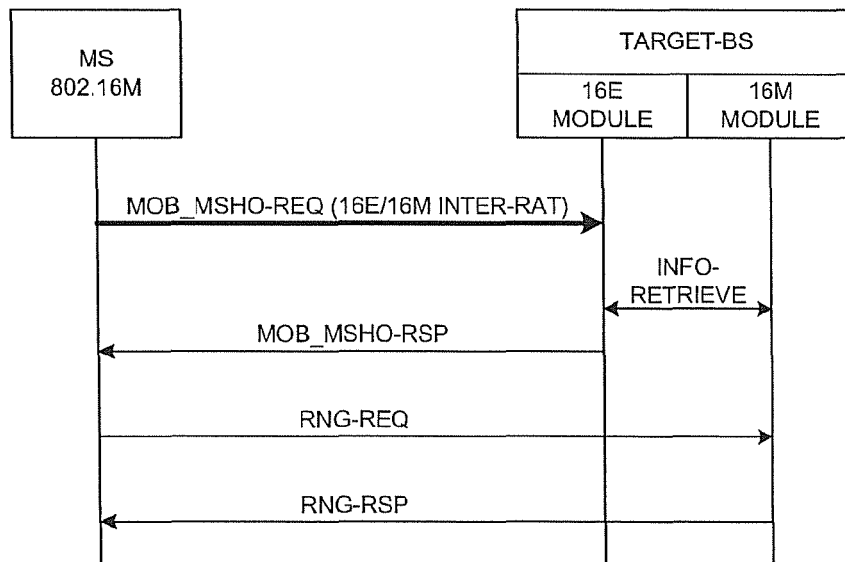 MS
802.16M
TARGET-BS
16E
MODULE
16M
MODULE
MOB_MSHO-REQ (16E/16M INTER-RAT)
INFO-
RETRIEVE
MOB_MSHO-RSP
RNG-REQ
RNG-RSP